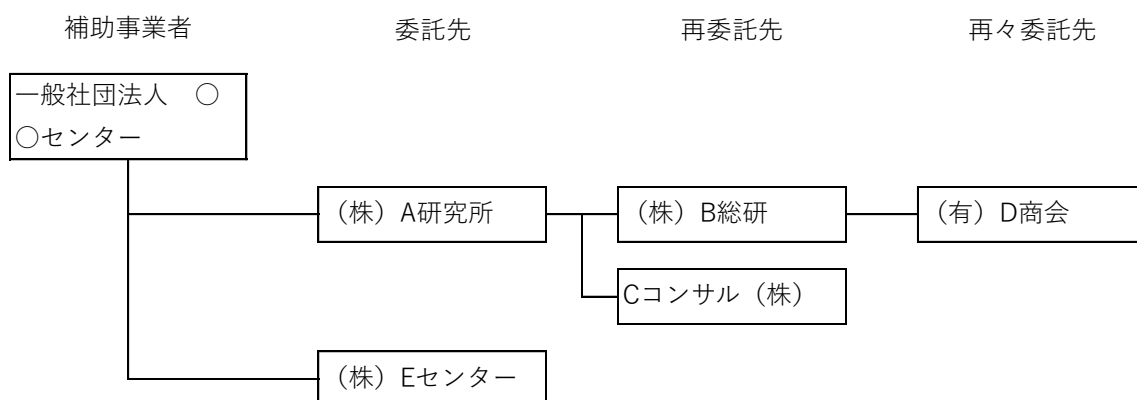 補助事業者 委託先 再委託先 再々委託先
一般社団法人　○
○センター
（株）A研究所 （株）B総研 （有）D商会
Cコンサル（株）
（株）Eセンター